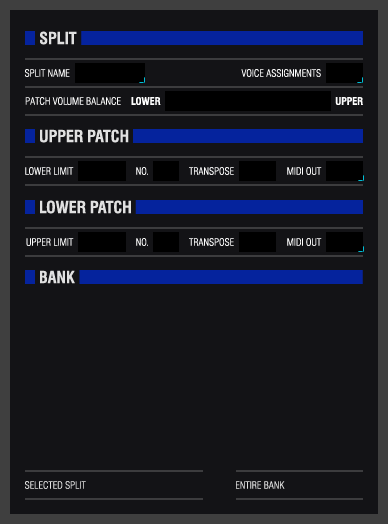 SPLIT
SPLIT NAME VOICE ASSIGNMENTS
PATCH VOLUME BALANCE LOWER UPPER
UPPER PATCH
LOWER LIMIT NO. TRANSPOSE MIDI OUT
LOWER PATCH
UPPER LIMIT NO. TRANSPOSE MIDI OUT
BANK
SELECTED SPLIT ENTIRE BANK